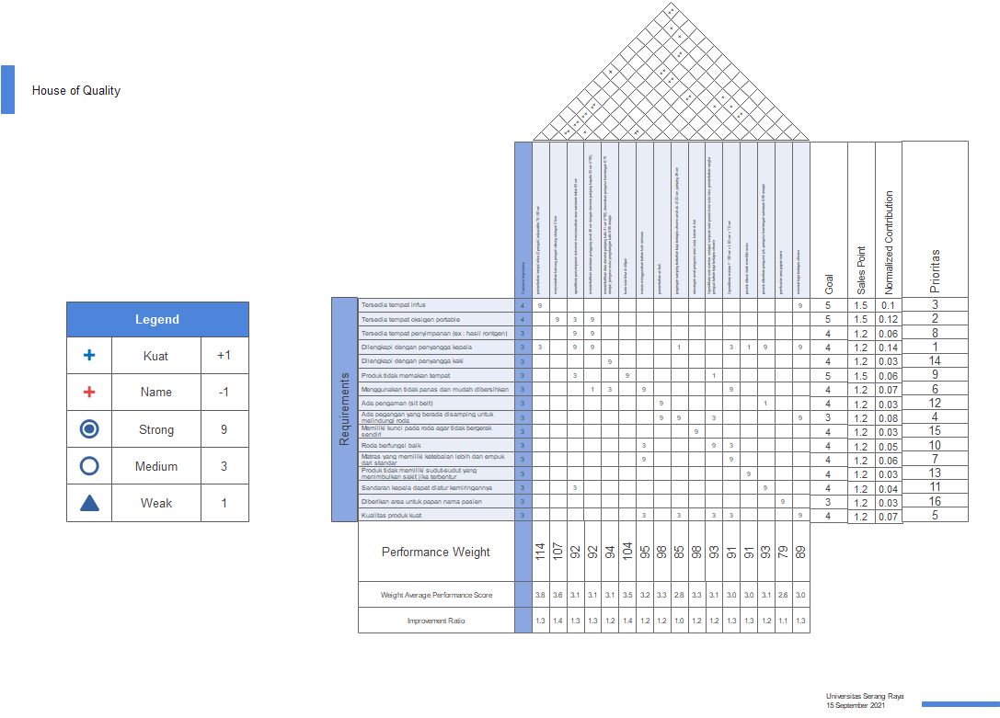 House of Quality
Legend
Kuat +1
Name -1
Strong 9
Medium 3
Weak 1
Customer Importance
Goal
Sales Point
Normalized Contribution
Prioritas
Requirements
Tersedia tempat infus 4 9 9 5 1.5 0.1 3
Tersedia tempat oksigen portable 4 9 3 9 5 1.5 0.12 2
Tersedia tempat penyimpanan (ex : hasil rontgen) 3 9 9 4 1.2 0.06 8
Dilengkapi dengan penyangga kepala 3 3 9 9 1 3 1 9 9 4 1.2 0.14 1
Dilengkapi dengan penyangga kaki 3 9 4 1.2 0.03 14
Produk tidak memakan tempat 3 3 9 1 5 1.5 0.06 9
Menggunakan tidak panas dan mudah dibersihkan 3 1 3 9 9 4 1.2 0.07 6
Ada pengaman (sit belt) 3 9 1 4 1.2 0.03 12
Ada pegangan yang berada disamping untuk
melindungi roda 3 9 9 3 9 3 1.2 0.08 4
Memiliki kunci pada roda agar tidak bergerak
sendiri 3 9 4 1.2 0.03 15
Roda berfungsi baik 3 3 9 3 4 1.2 0.05 10
Matras yang memiliki ketebalan lebih dan empuk
dari standar 3 9 9 4 1.2 0.06 7
Produk tidak memiliki sudut-sudut yang
menimbulkan sakit jika terbentur 3 9 4 1.2 0.03 13
Sandaran kepala dapat diatur kemiringannya 3 3 9 4 1.2 0.04 11
Diberikan area untuk papan nama pasien 3 9 3 1.2 0.03 16
Kualitas produk kuat 3 3 3 3 3 9 4 1.2 0.07 5
Performance Weight 114 107 92 92 94 104 95 98 85 98 93 91 91 93 79 89
Weight Average Performance Score 3.8 3.6 3.1 3.1 3.1 3.5 3.2 3.3 2.8 3.3 3.1 3.0 3.0 3.1 2.6 3.0
Improvement Ratio 1.3 1.4 1.3 1.3 1.2 1.4 1.2 1.2 1.0 1.2 1.2 1.3 1.3 1.2 1.1 1.3
Universitas Serang Raya
15 September 2021